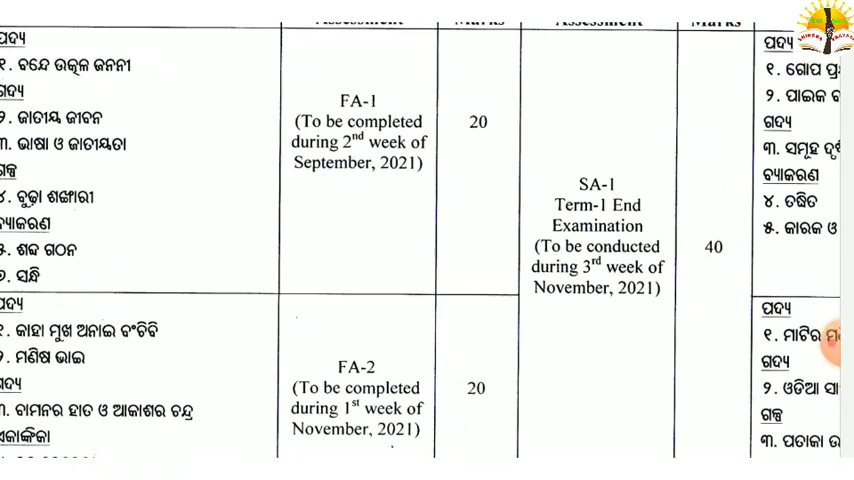 ପଦ୍ୟ
୧. ବନ୍ଦେ ଉତ୍କଳ ଜନନୀ
ଗଦ୍ୟ
୨. ଜାତୀୟ ଜୀବନ
୩. ଭାଷା ଓ ଜାତୀୟତା
ଗଳ୍ପ
୪. ବୁଢ଼ା ଶଙ୍ଖାରୀ
ବ୍ୟାକରଣ
୫. ଶବ୍ଦ ଗଠନ
୬. ସନ୍ଧି
FA-1
(To be completed
during 2nd week of
September, 2021)
20
ପଦ୍ୟ
୧. କାହା ମୁଖ ଅନାଇ ବଂଚିବି
୨. ମଣିଷ ଭାଇ
ଗଦ୍ୟ
୩. ବାମନର ହାତ ଓ ଆକାଶର ଚନ୍ଦ୍ର
ଏକାଙ୍କିକା
FA-2
(To be completed
during 1st week of
November, 2021)
20
Assessment
Marks
SA-1
Term-1 End
Examination
(To be conducted
during 3rd week of
November, 2021)
40
ପଦ୍ୟ
୧. ଗୋପ
୨. ପାଇକ
ଗଦ୍ୟ
୩. ସମୂହ
ବ୍ୟାକରଣ
୪. ତଦ୍ଧିତ
୫. କାରକ ଓ
ପଦ୍ୟ
୧. ମାଟିର
ଗଦ୍ୟ
୨. ଓଡିଆ
ଗଳ୍ପ
୩. ପତାକା